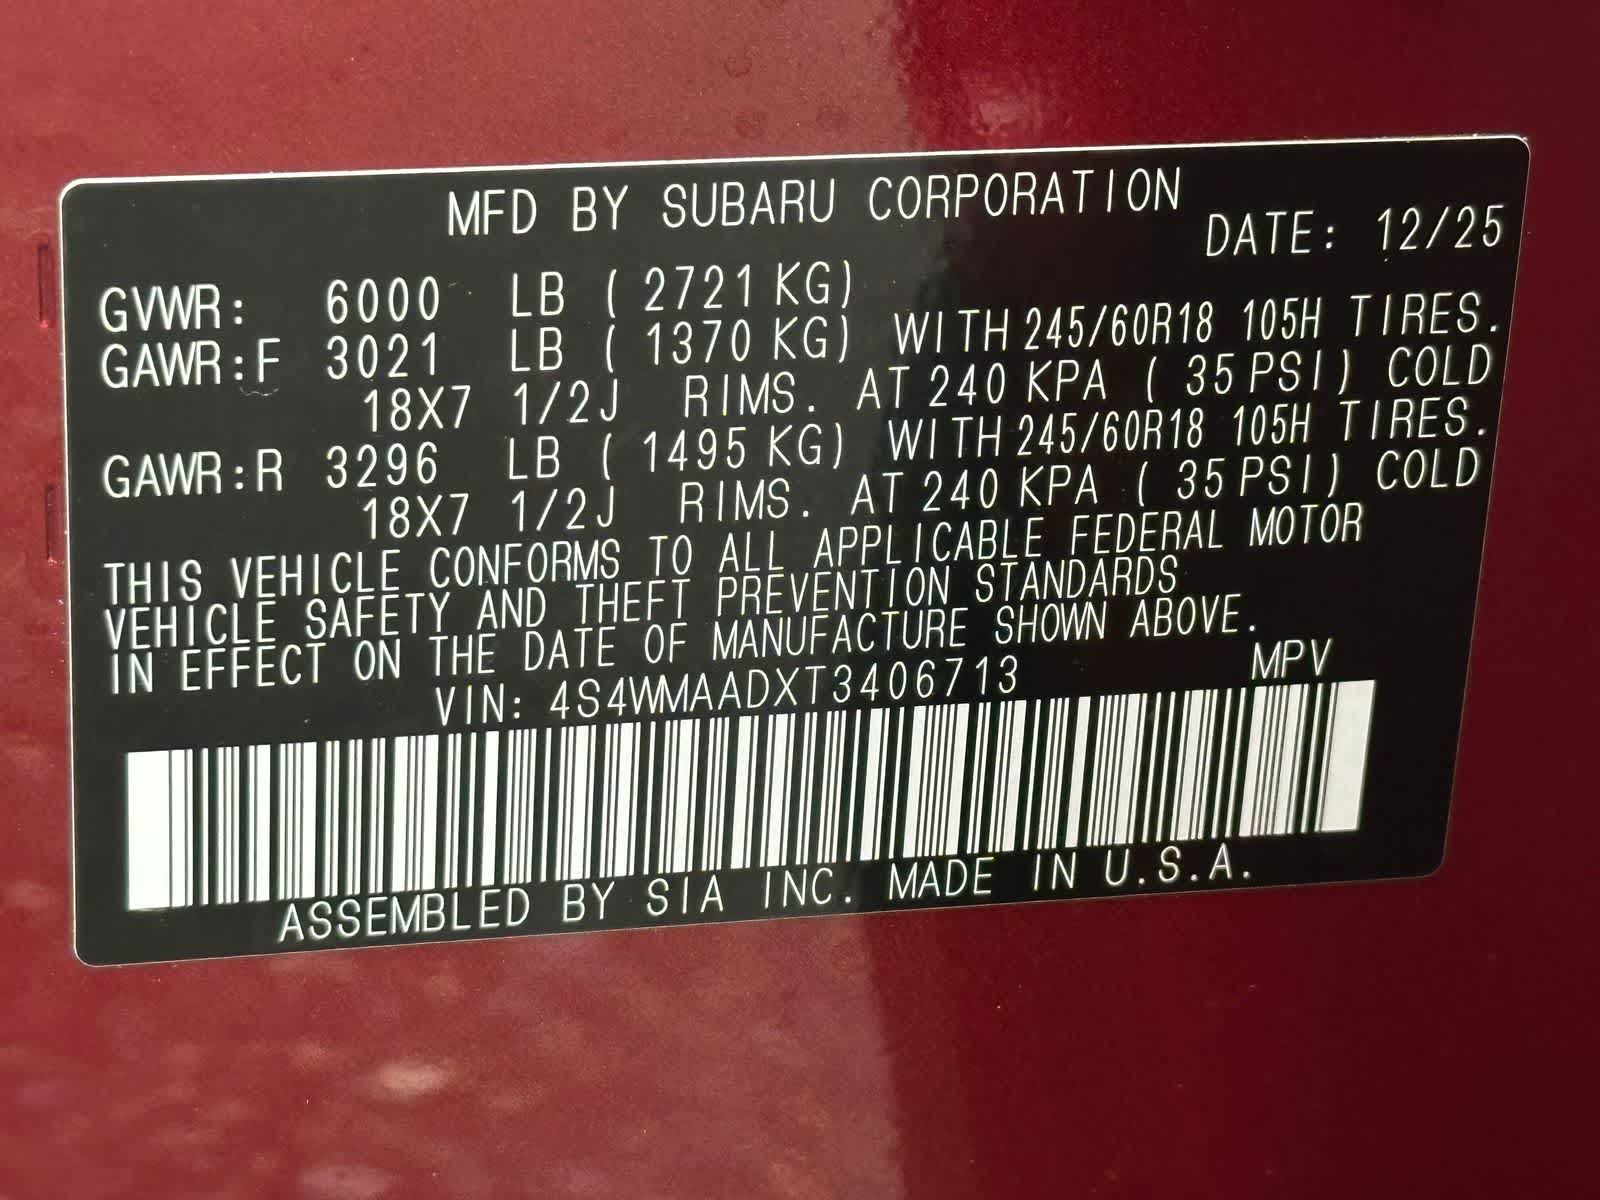 MFD BY SUBARU CORPORATION
DATE: 12/25
GVWR: 6000 LB ( 2721 KG)
GAWR:F 3021 LB ( 1370 KG) WITH 245/60R18 105H TIRES.
18X7 1/2J RIMS. AT 240 KPA ( 35 PSI) COLD
GAWR:R 3296 LB ( 1495 KG) WITH 245/60R18 105H TIRES.
18X7 1/2J RIMS. AT 240 KPA ( 35 PSI) COLD
THIS VEHICLE CONFORMS TO ALL APPLICABLE FEDERAL MOTOR
VEHICLE SAFETY AND THEFT PREVENTION STANDARDS
IN EFFECT ON THE DATE OF MANUFACTURE SHOWN ABOVE.
VIN: 4S4WMAADXT3406713 MPV
ASSEMBLED BY SIA INC. MADE IN U.S.A.